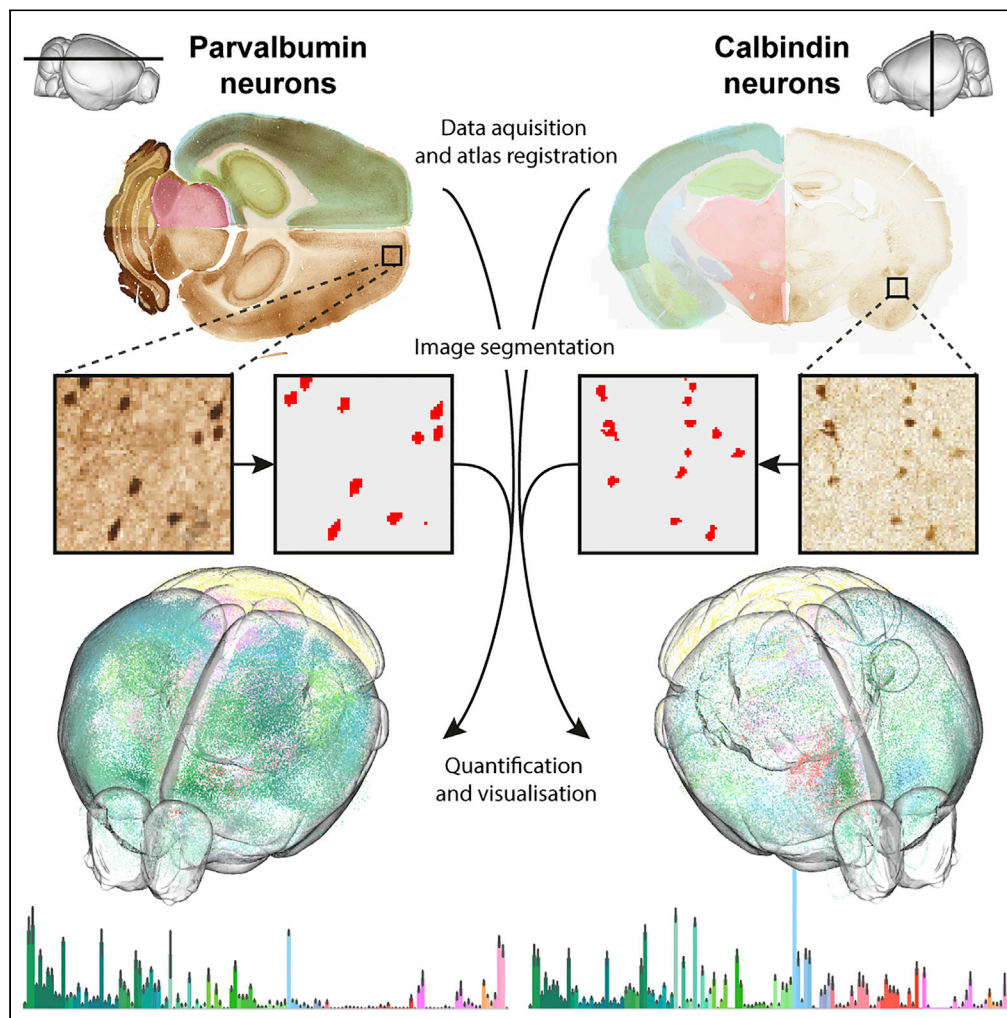 Parvalbumin
neurons
Calbindin
neurons
Data aquisition
and atlas registration
Image segmentation
Quantification
and visualisation